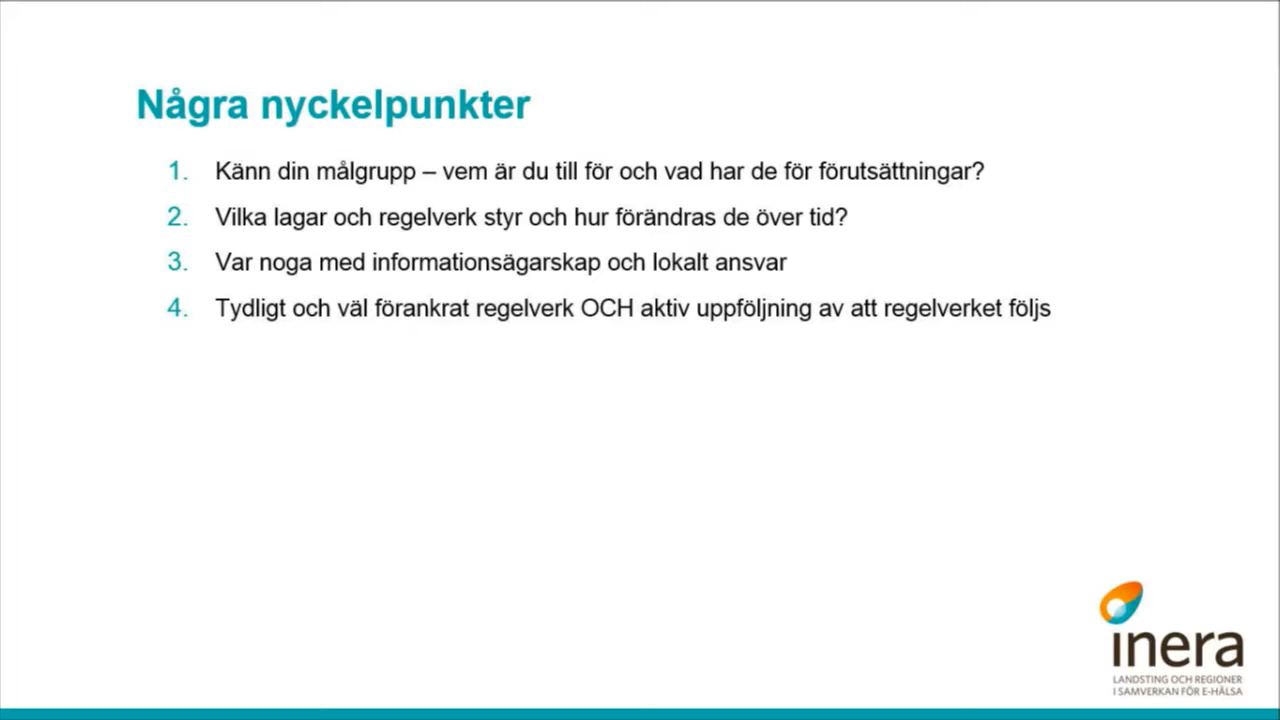 Några nyckelpunkter
1. Känn din målgrupp – vem är du till för och vad har de för förutsättningar?
2. Vilka lagar och regelverk styr och hur förändras de över tid?
3. Var noga med informationsägarskap och lokalt ansvar
4. Tydligt och väl förankrat regelverk OCH aktiv uppföljning av att regelverket följs
inera
LANDSTING OCH REGIONER
I SAMVERKAN FÖR E-HÄLSA